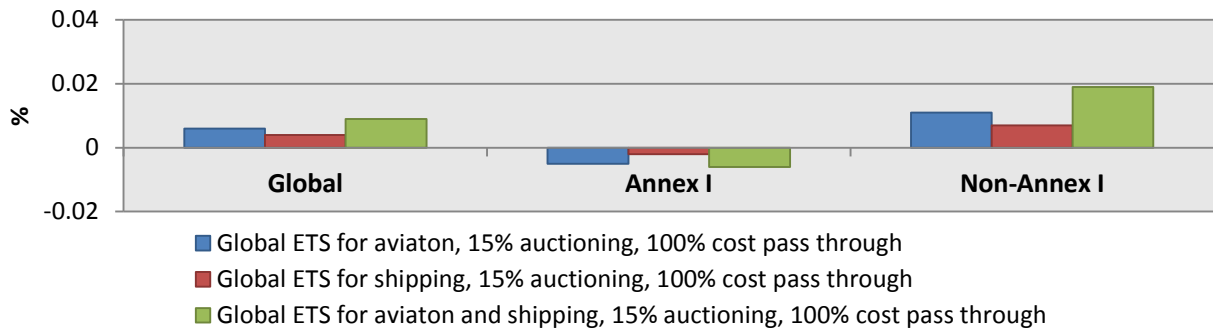 0.04
0.02
%
0
-0.02
Global
Annex I
Non-Annex I
Global ETS for aviaton, 15% auctioning, 100% cost pass through
Global ETS for shipping, 15% auctioning, 100% cost pass through
Global ETS for aviaton and shipping, 15% auctioning, 100% cost pass through